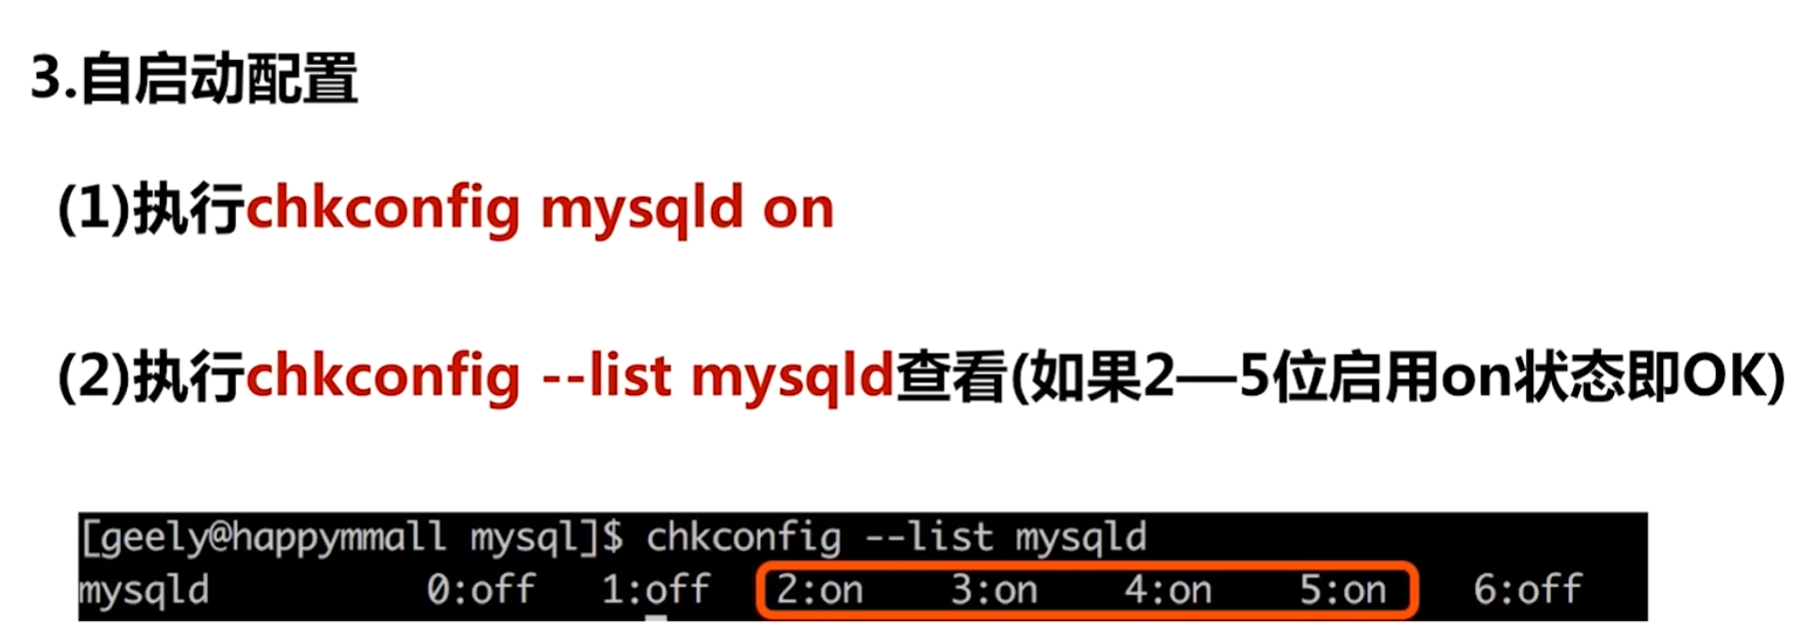 3.自启动配置
(1)执行chkconfig mysqld on
(2)执行chkconfig --list mysqld查看(如果2—5位启用on状态即OK)
[geely@happymmall mysql]$ chkconfig --list mysqld
mysqld 0:off 1:off 2:on 3:on 4:on 5:on 6:off